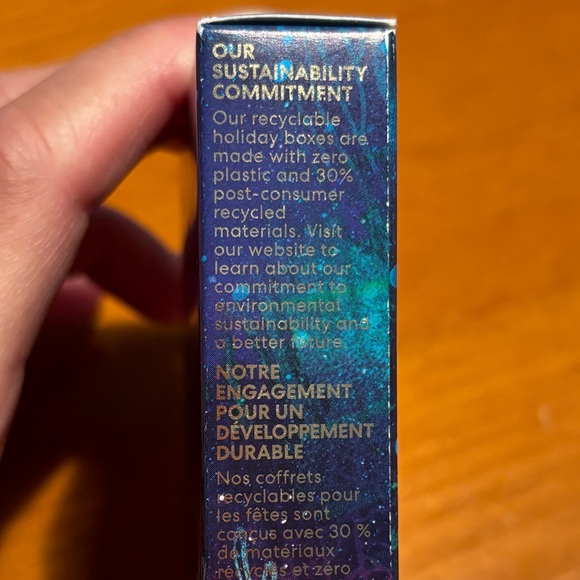 OUR
SUSTAINABILITY
COMMITMENT
Our recyclable
holiday boxes are
made with zero
plastic and 30%
post-consumer
recycled
materials. Visit
our website to
learn about our
commitment to
environmental
sustainability and
a better future.
NOTRE
ENGAGEMENT
POUR UN
DÉVELOPPEMENT
DURABLE
Nos coffrets
recyclables pour
les fêtes sont
conçus avec 30 %
de matériaux
recyclés et zéro